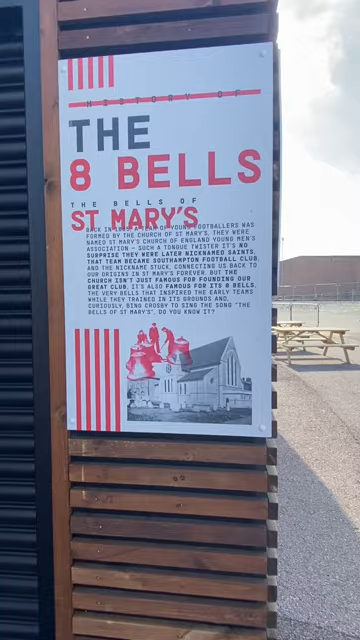 HISTORY OF
THE
8 BELLS
THE BELLS OF
ST MARY'S
BACK IN 1885, A TEAM OF YOUNG FOOTBALLERS WAS
FORMED BY THE CHURCH OF ST MARY'S. THEY WERE
NAMED ST MARY'S CHURCH OF ENGLAND YOUNG MEN'S
ASSOCIATION – SUCH A TONGUE TWISTER IT'S NO
SURPRISE THEY WERE LATER NICKNAMED SAINTS.
THAT TEAM BECAME SOUTHAMPTON FOOTBALL CLUB,
AND THE NICKNAME STUCK, CONNECTING US BACK TO
OUR ORIGINS IN ST MARY'S FOREVER. BUT THE
CHURCH ISN'T JUST FAMOUS FOR FOUNDING OUR
GREAT CLUB, IT'S ALSO FAMOUS FOR ITS 8 BELLS,
THE VERY BELLS THAT INSPIRED THE EARLY TEAMS
WHILE THEY TRAINED IN ITS GROUNDS AND,
CURIOUSLY, BING CROSBY TO SING THE SONG "THE
BELLS OF ST MARY'S". DO YOU KNOW IT?